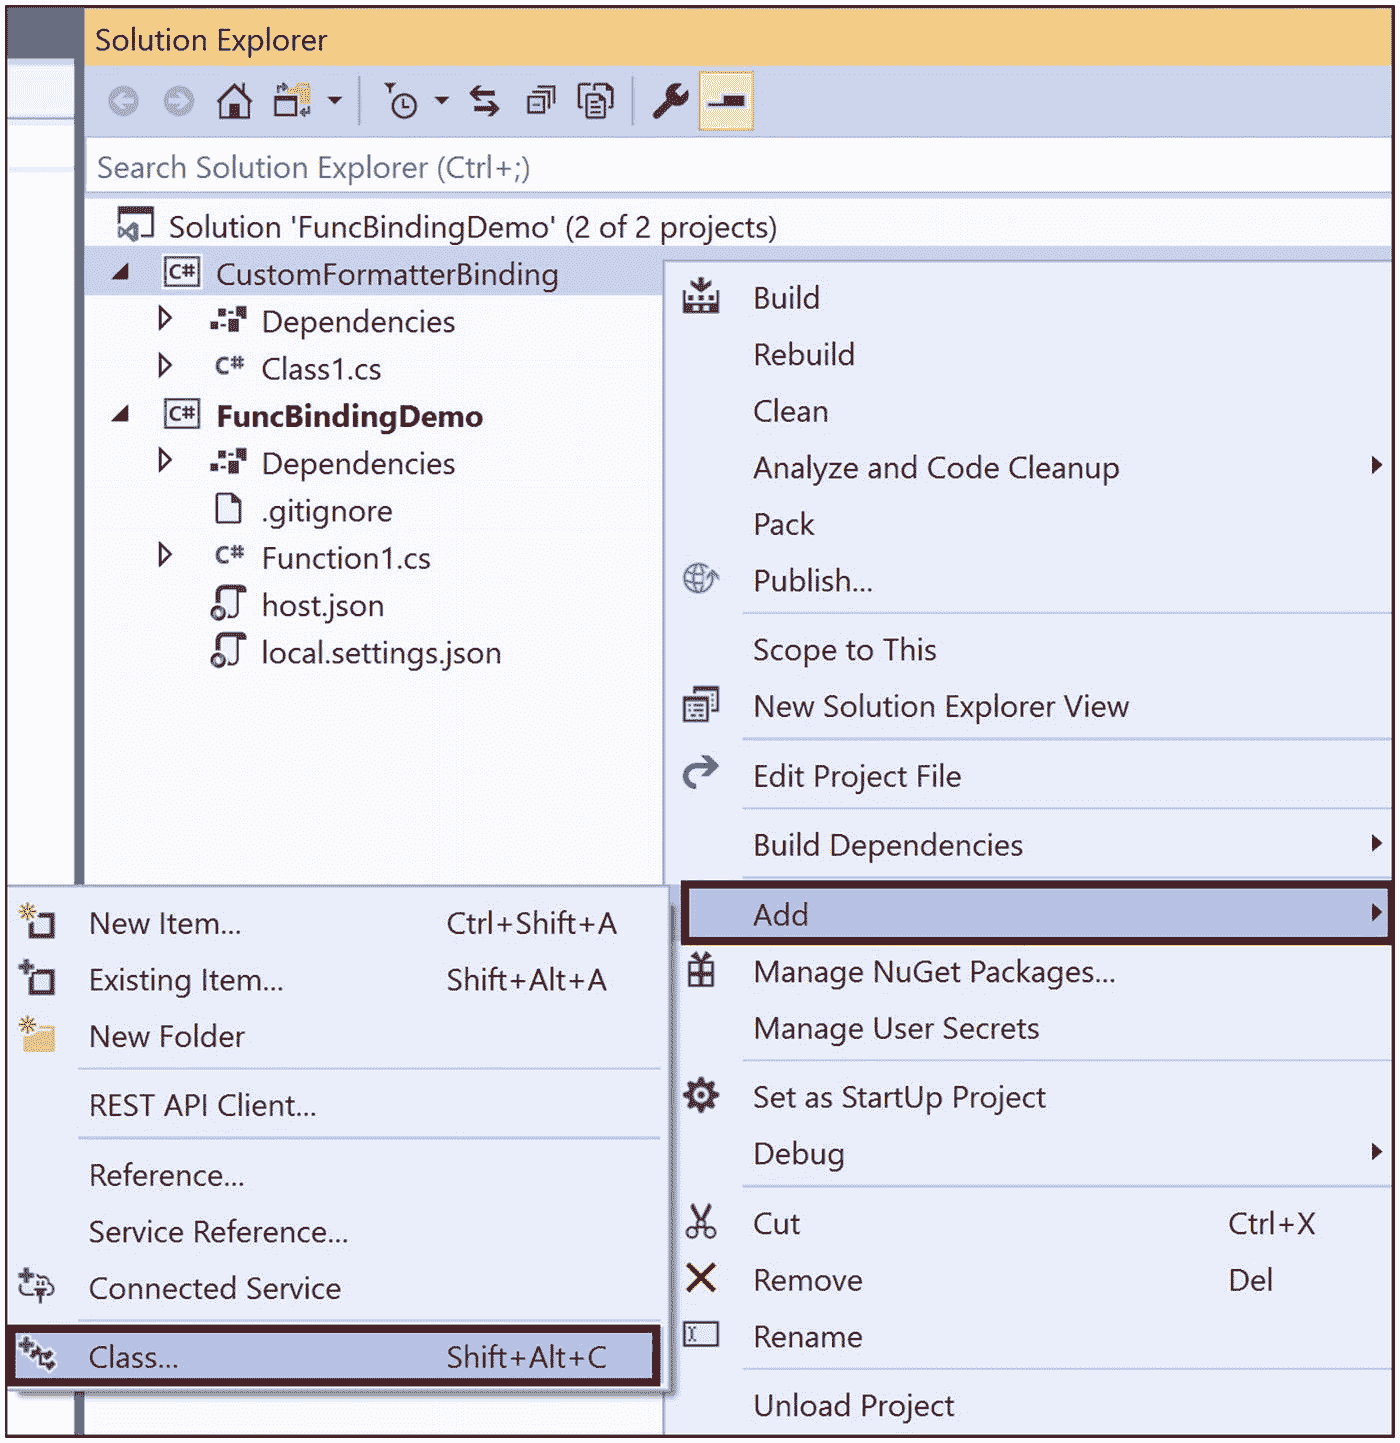 Solution Explorer
Search Solution Explorer (Ctrl+;)
Solution 'FuncBindingDemo' (2 of 2 projects)
C# CustomFormatterBinding
Dependencies
C# Class1.cs
C# FuncBindingDemo
Dependencies
.gitignore
C# Function1.cs
host.json
local.settings.json
Build
Rebuild
Clean
Analyze and Code Cleanup
Pack
Publish...
Scope to This
New Solution Explorer View
Edit Project File
Build Dependencies
Add
Manage NuGet Packages...
Manage User Secrets
Set as StartUp Project
Debug
Cut Ctrl+X
Remove Del
Rename
Unload Project
New Item... Ctrl+Shift+A
Existing Item... Shift+Alt+A
New Folder
REST API Client...
Reference...
Service Reference...
Connected Service
Class... Shift+Alt+C